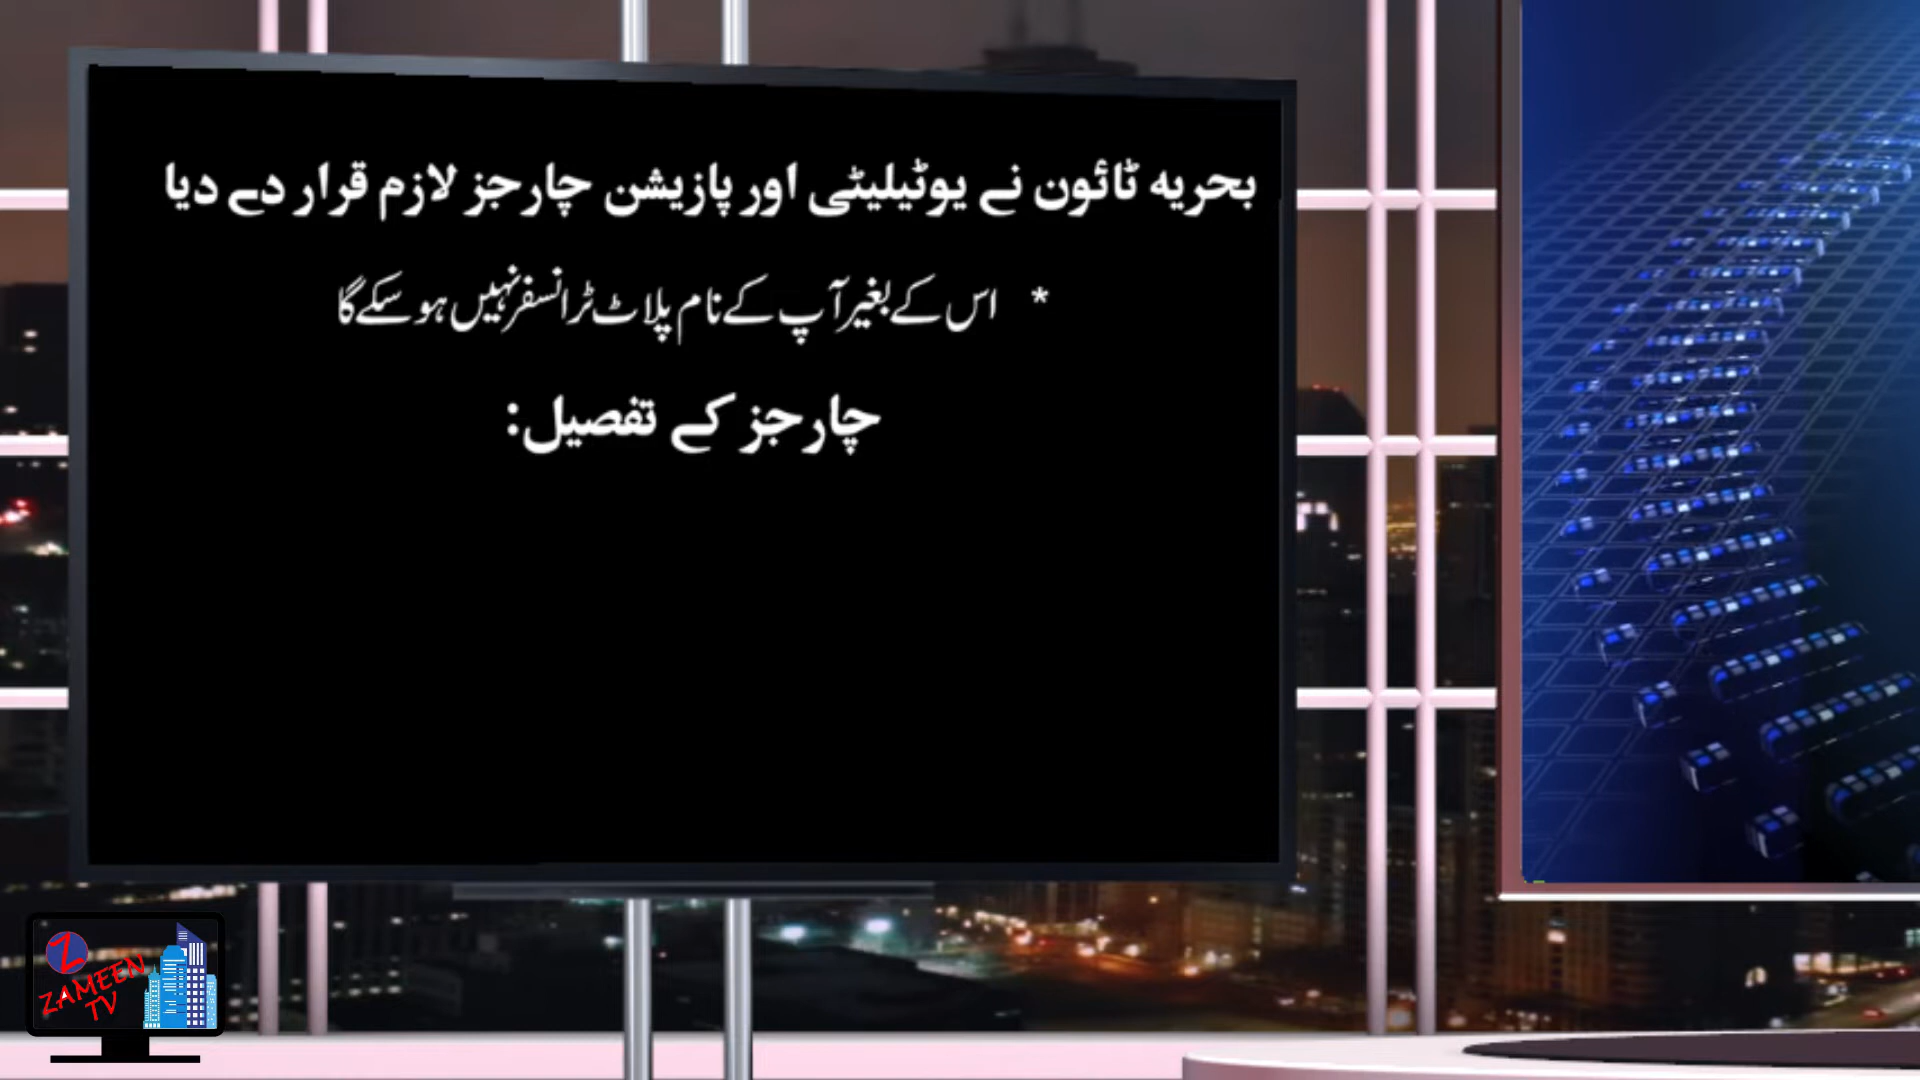 بحریہ ٹائون نے یوٹیلیٹی اور پازیشن چارجز لازم قرار دے دیا
* اس کے بغیر آپ کے نام پلاٹ ٹرانسفر نہیں ہو سکے گا
چارجز کے تفصیل:
Z
ZAMEEN
TV